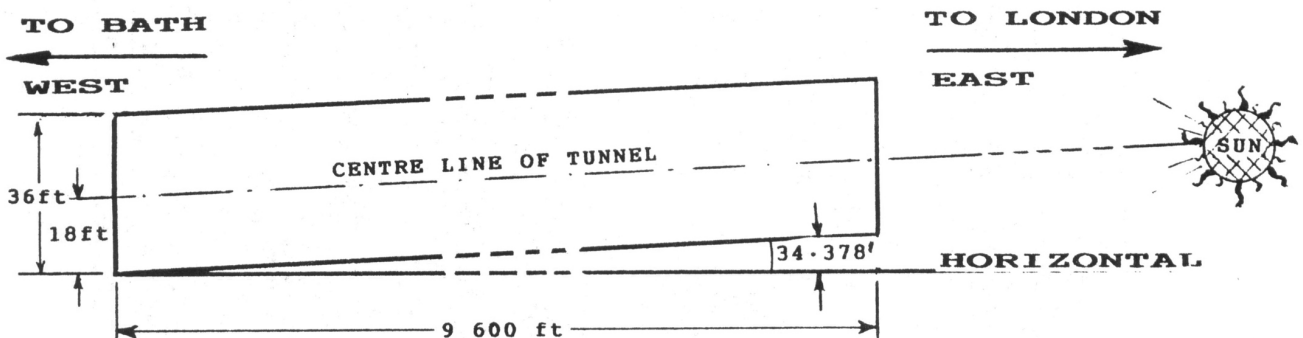 TO BATH
TO LONDON
WEST
EAST
SUN
CENTRE LINE OF TUNNEL
36ft
18ft
34·378'
HORIZONTAL
9 600 ft